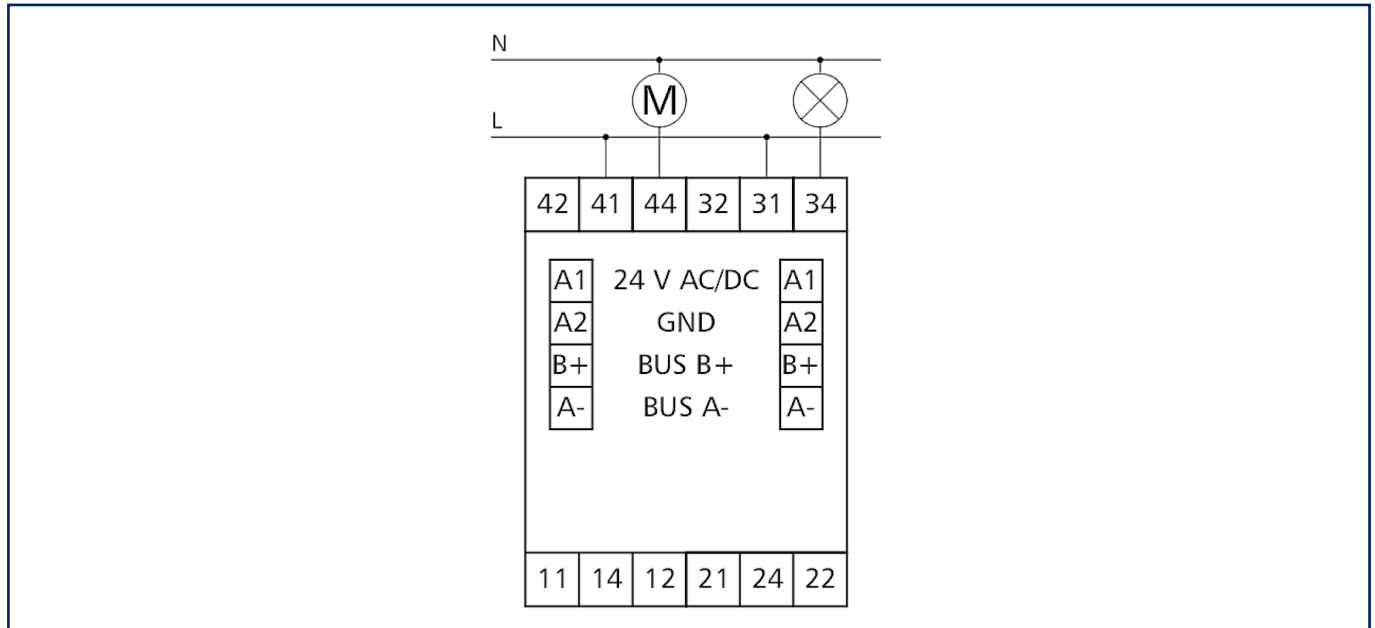 N
M
L
42 41 44 32 31 34
A1 24 V AC/DC A1
A2 GND A2
B+ BUS B+ B+
A- BUS A- A-
11 14 12 21 24 22